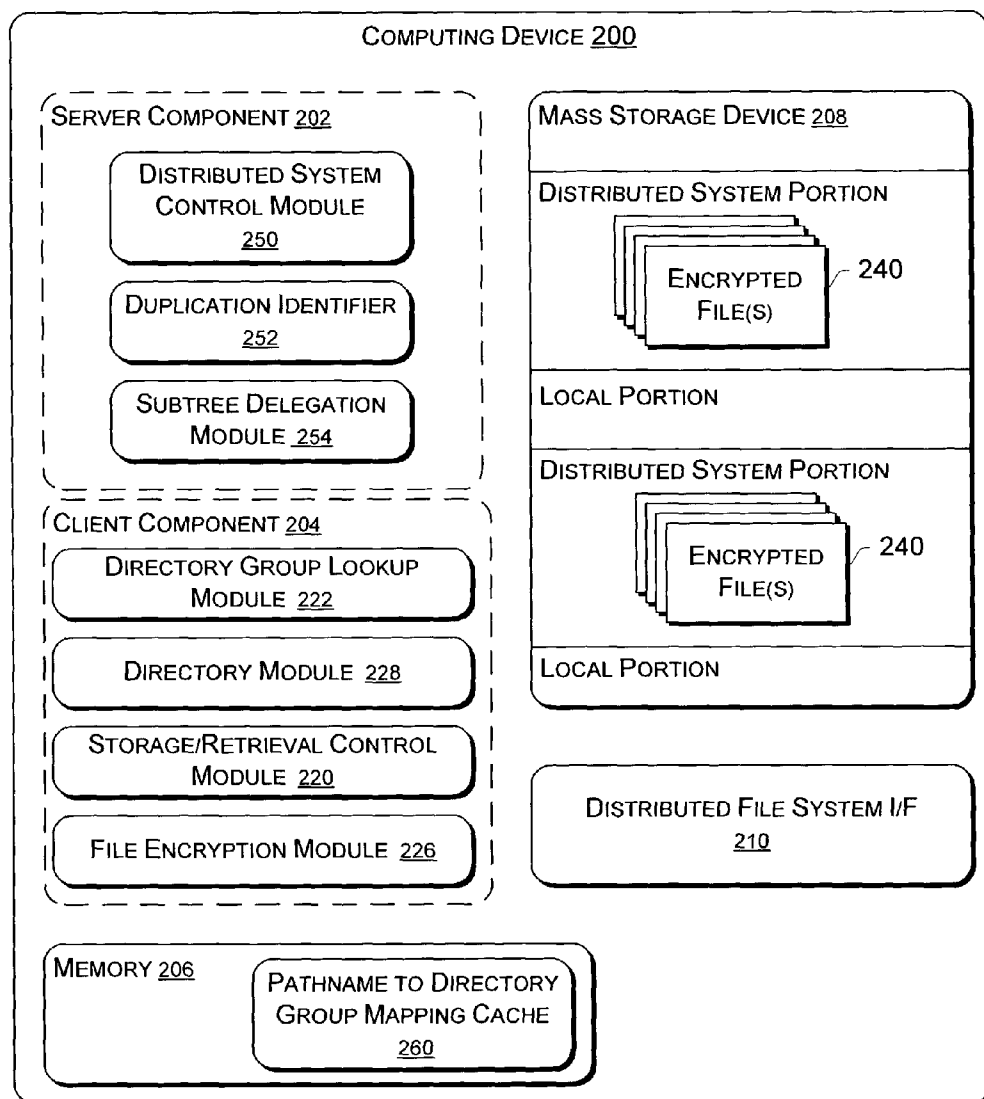 COMPUTING DEVICE 200
SERVER COMPONENT 202
DISTRIBUTED SYSTEM
CONTROL MODULE
250
DUPLICATION IDENTIFIER
252
SUBTREE DELEGATION
MODULE 254
CLIENT COMPONENT 204
DIRECTORY GROUP LOOKUP
MODULE 222
DIRECTORY MODULE 228
STORAGE/RETRIEVAL CONTROL
MODULE 220
FILE ENCRYPTION MODULE 226
MASS STORAGE DEVICE 208
DISTRIBUTED SYSTEM PORTION
ENCRYPTED
FILE(S)
240
LOCAL PORTION
DISTRIBUTED SYSTEM PORTION
ENCRYPTED
FILE(S)
240
LOCAL PORTION
DISTRIBUTED FILE SYSTEM I/F
210
MEMORY 206
PATHNAME TO DIRECTORY
GROUP MAPPING CACHE
260